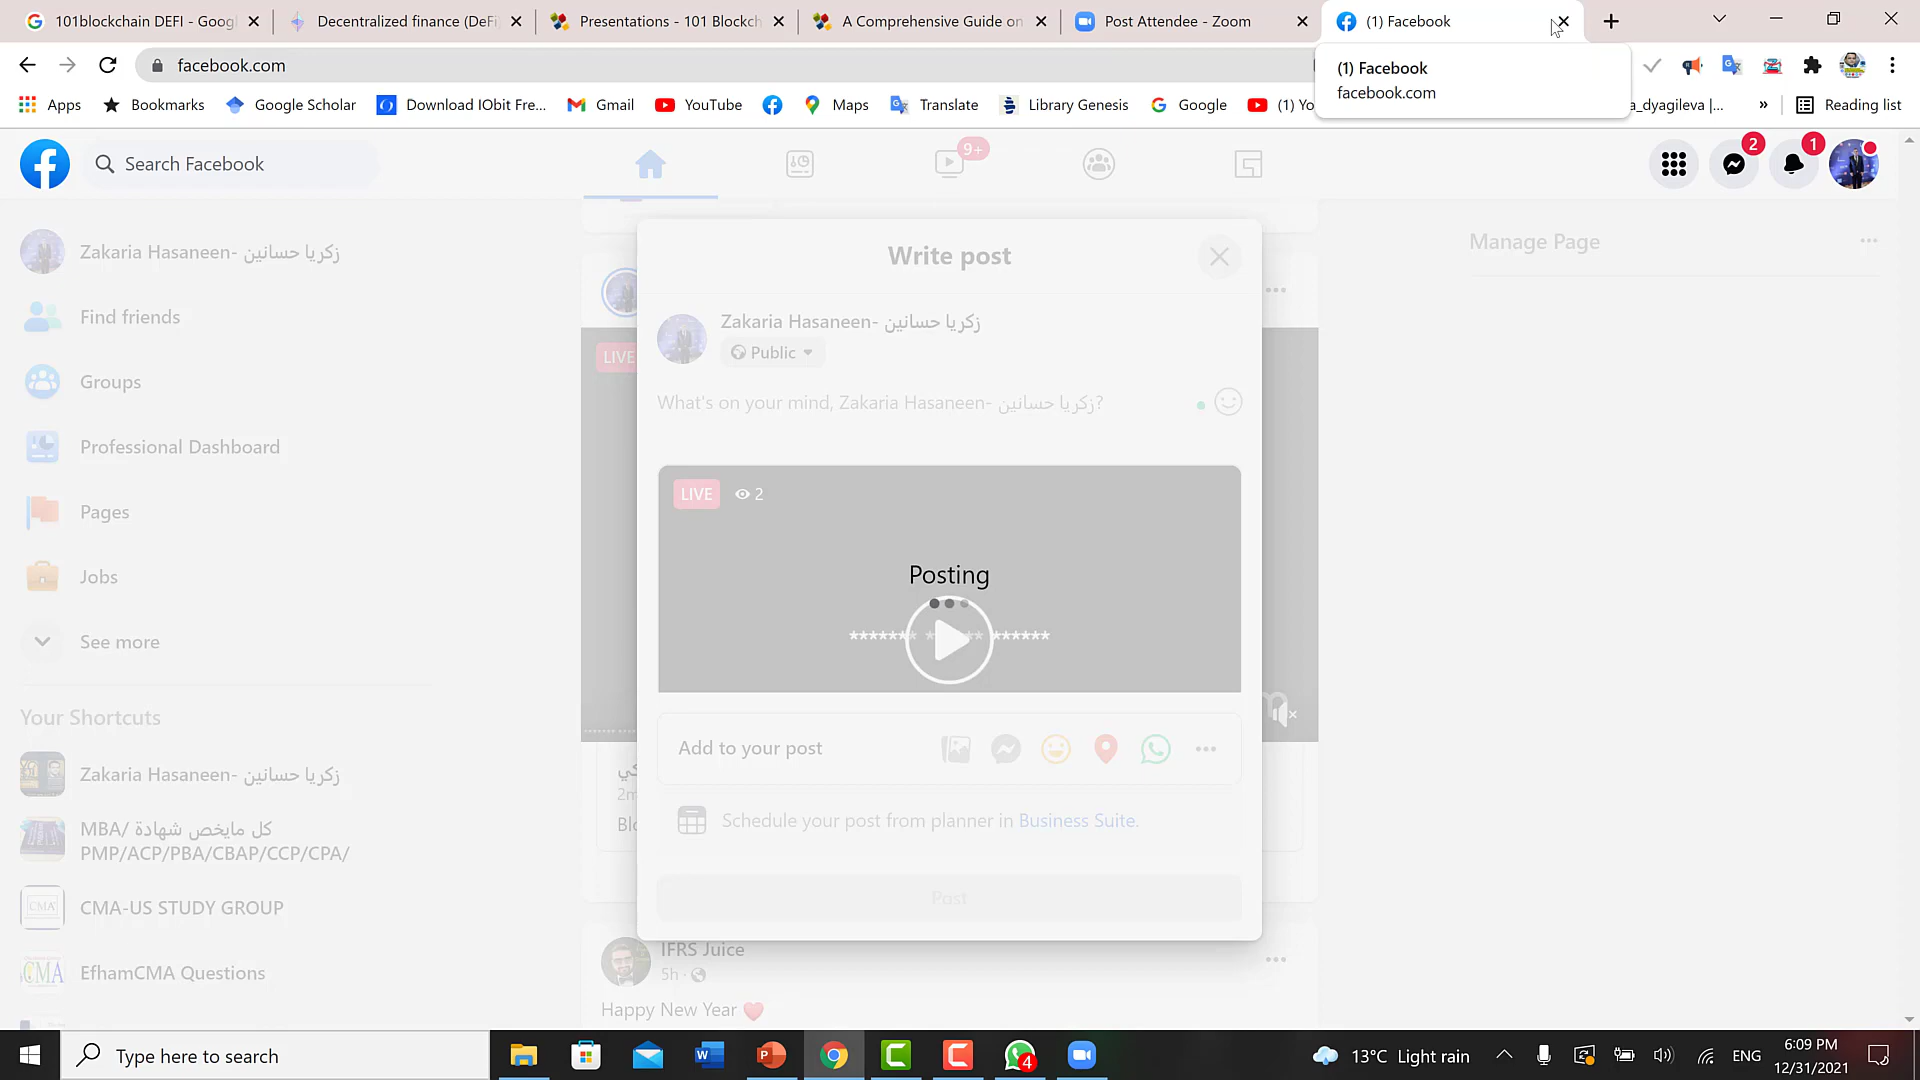 101blockchain DEFI - Googl
Decentralized finance (DeFi
Presentations - 101 Blockch
A Comprehensive Guide on
Post Attendee - Zoom
(1) Facebook
facebook.com
(1) Facebook
facebook.com
Apps
Bookmarks
Google Scholar
Download IObit Fre...
Gmail
YouTube
Maps
Translate
Library Genesis
Google
(1) Yo
a_dyagileva |...
»
Reading list
Search Facebook
9+
2
1
Zakaria Hasaneen- زكريا حسانين
Find friends
Groups
Professional Dashboard
Pages
Jobs
See more
Your Shortcuts
Zakaria Hasaneen- زكريا حسانين
كل مايخص شهادة /MBA
PMP/ACP/PBA/CBAP/CCP/CPA/
CMA
CMA-US STUDY GROUP
CMA
EfhamCMA Questions
LIVE
Write post
Zakaria Hasaneen- زكريا حسانين
Public
What's on your mind, Zakaria Hasaneen- زكريا حسانين?
LIVE
2
Posting
Add to your post
Schedule your post from planner in Business Suite.
Post
Manage Page
IFRS Juice
5h ·
Happy New Year
Type here to search
4
13°C Light rain
ENG
6:09 PM
12/31/2021